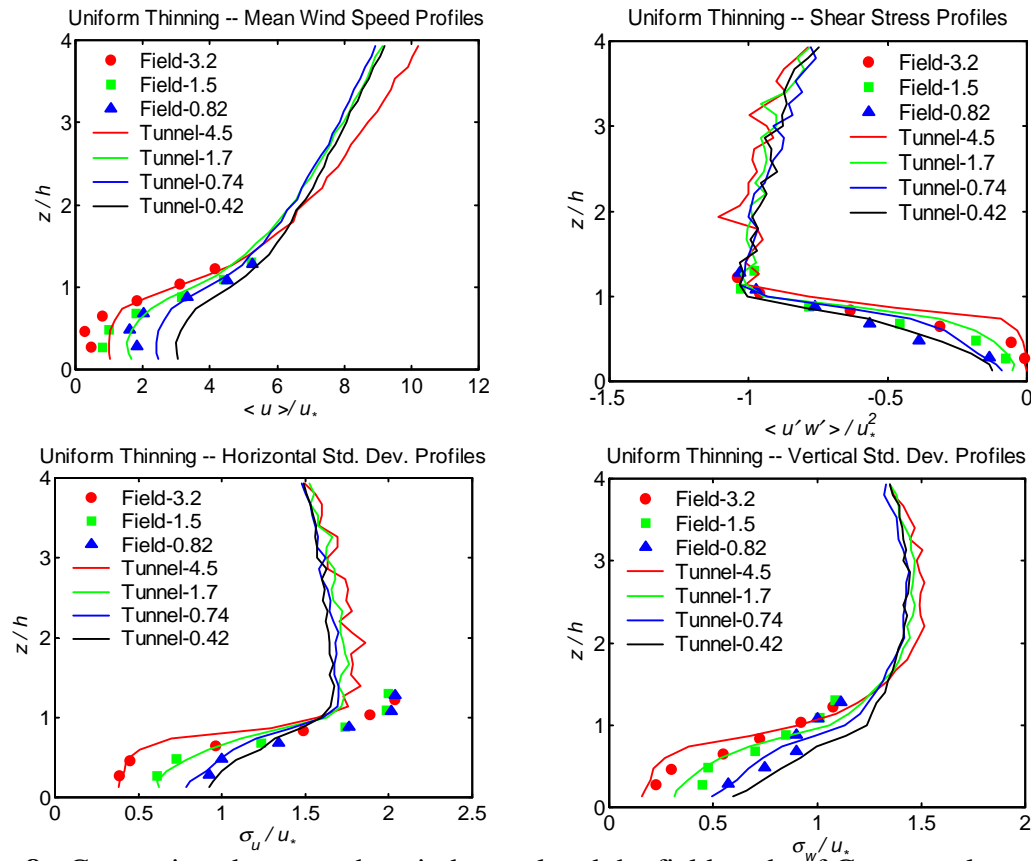 Uniform Thinning -- Mean Wind Speed Profiles
4
3
2
1
0
z / h
Field-3.2
Field-1.5
Field-0.82
Tunnel-4.5
Tunnel-1.7
Tunnel-0.74
Tunnel-0.42
0 2 4 6 8 10 12
< u >/ u*
Uniform Thinning -- Shear Stress Profiles
4
3
2
1
0
z / h
Field-3.2
Field-1.5
Field-0.82
Tunnel-4.5
Tunnel-1.7
Tunnel-0.74
Tunnel-0.42
-1.5 -1 -0.5 0
< u′ w′ > / u*²
Uniform Thinning -- Horizontal Std. Dev. Profiles
4
3
2
1
0
z / h
Field-3.2
Field-1.5
Field-0.82
Tunnel-4.5
Tunnel-1.7
Tunnel-0.74
Tunnel-0.42
0 0.5 1 1.5 2 2.5
σu / u*
Uniform Thinning -- Vertical Std. Dev. Profiles
4
3
2
1
0
z / h
Field-3.2
Field-1.5
Field-0.82
Tunnel-4.5
Tunnel-1.7
Tunnel-0.74
Tunnel-0.42
0 0.5 1 1.5 2
σw / u*